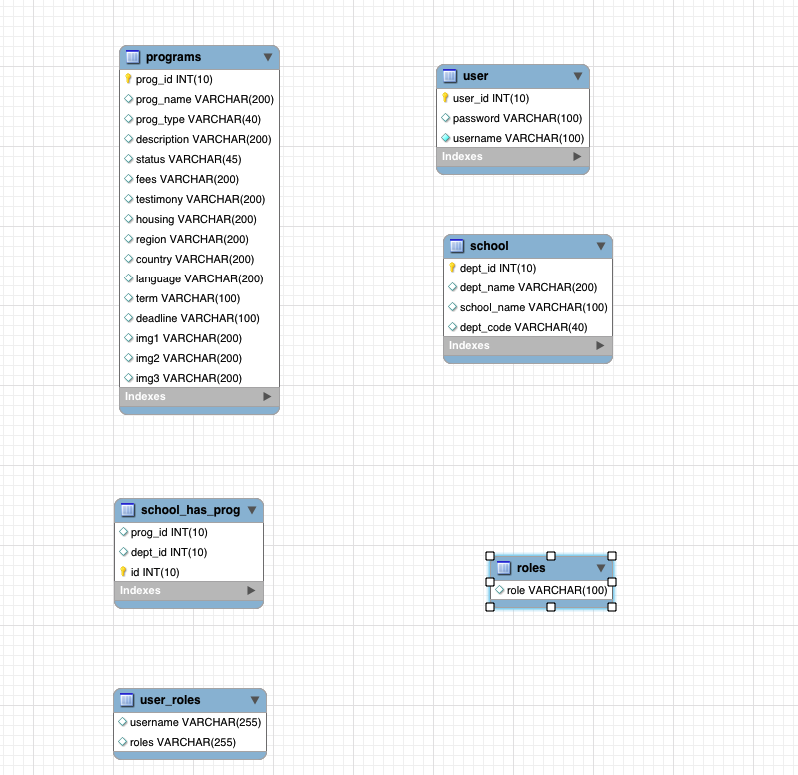 programs
prog_id INT(10)
prog_name VARCHAR(200)
prog_type VARCHAR(40)
description VARCHAR(200)
status VARCHAR(45)
fees VARCHAR(200)
testimony VARCHAR(200)
housing VARCHAR(200)
region VARCHAR(200)
country VARCHAR(200)
language VARCHAR(200)
term VARCHAR(100)
deadline VARCHAR(100)
img1 VARCHAR(200)
img2 VARCHAR(200)
img3 VARCHAR(200)
Indexes
user
user_id INT(10)
password VARCHAR(100)
username VARCHAR(100)
Indexes
school
dept_id INT(10)
dept_name VARCHAR(200)
school_name VARCHAR(100)
dept_code VARCHAR(40)
Indexes
school_has_prog
prog_id INT(10)
dept_id INT(10)
id INT(10)
Indexes
roles
role VARCHAR(100)
user_roles
username VARCHAR(255)
roles VARCHAR(255)